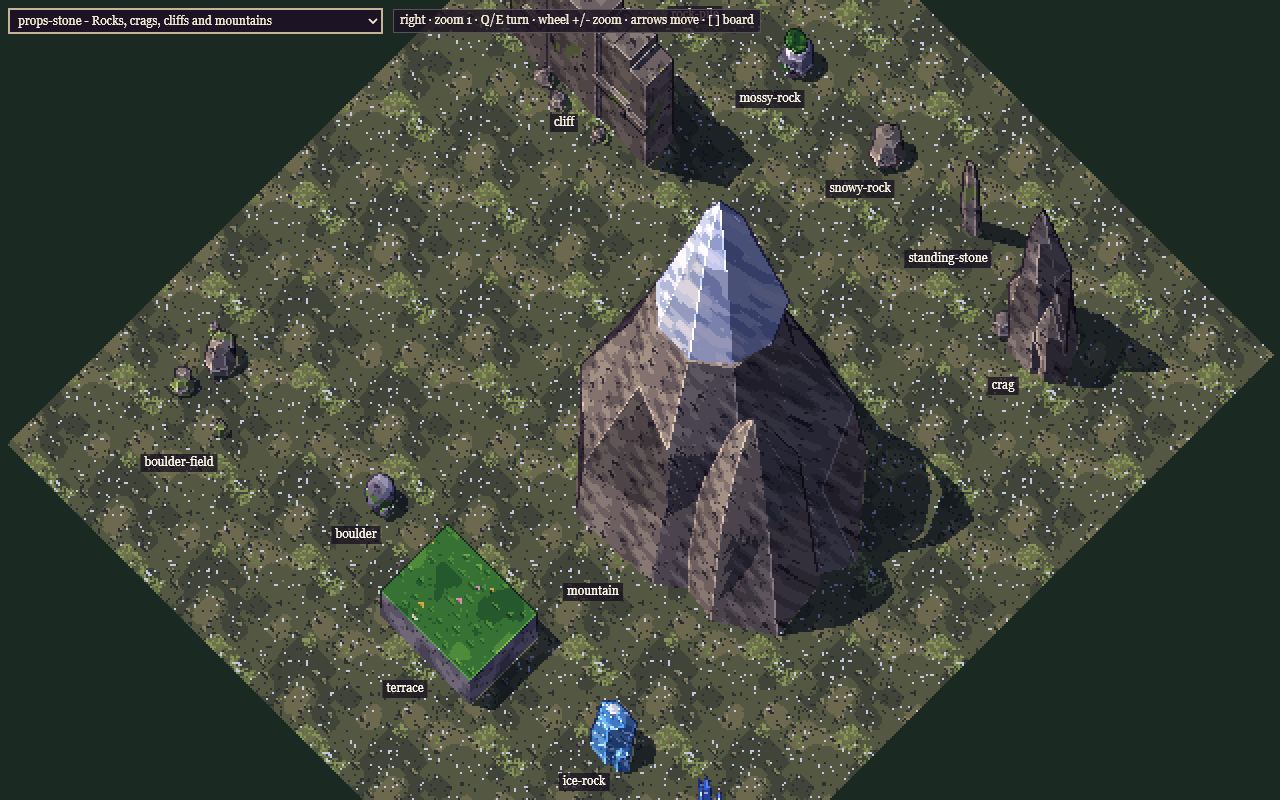 props-stone - Rocks, crags, cliffs and mountains
right · zoom 1 · Q/E turn · wheel +/- zoom · arrows move · [ ] board
mossy-rock
cliff
snowy-rock
standing-stone
crag
boulder-field
boulder
mountain
terrace
ice-rock